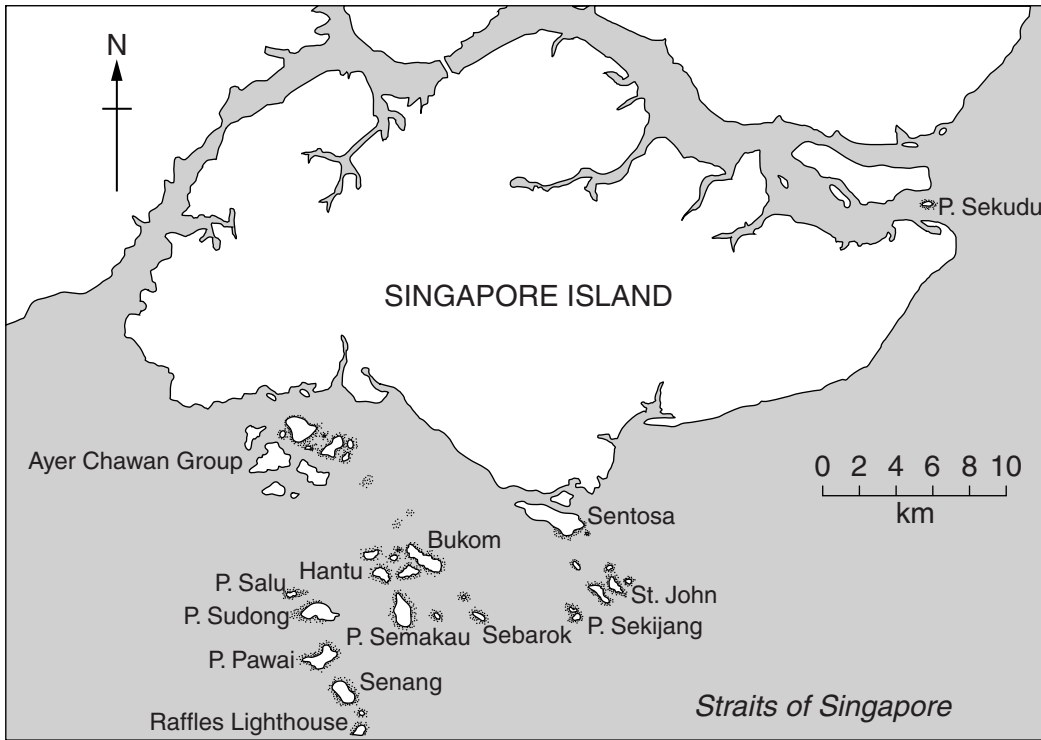 N
P. Sekudu
SINGAPORE ISLAND
Ayer Chawan Group
0 2 4 6 8 10
km
Sentosa
Bukom
Hantu
P. Salu
St. John
P. Sudong
P. Semakau
Sebarok
P. Sekijang
P. Pawai
Senang
Straits of Singapore
Raffles Lighthouse